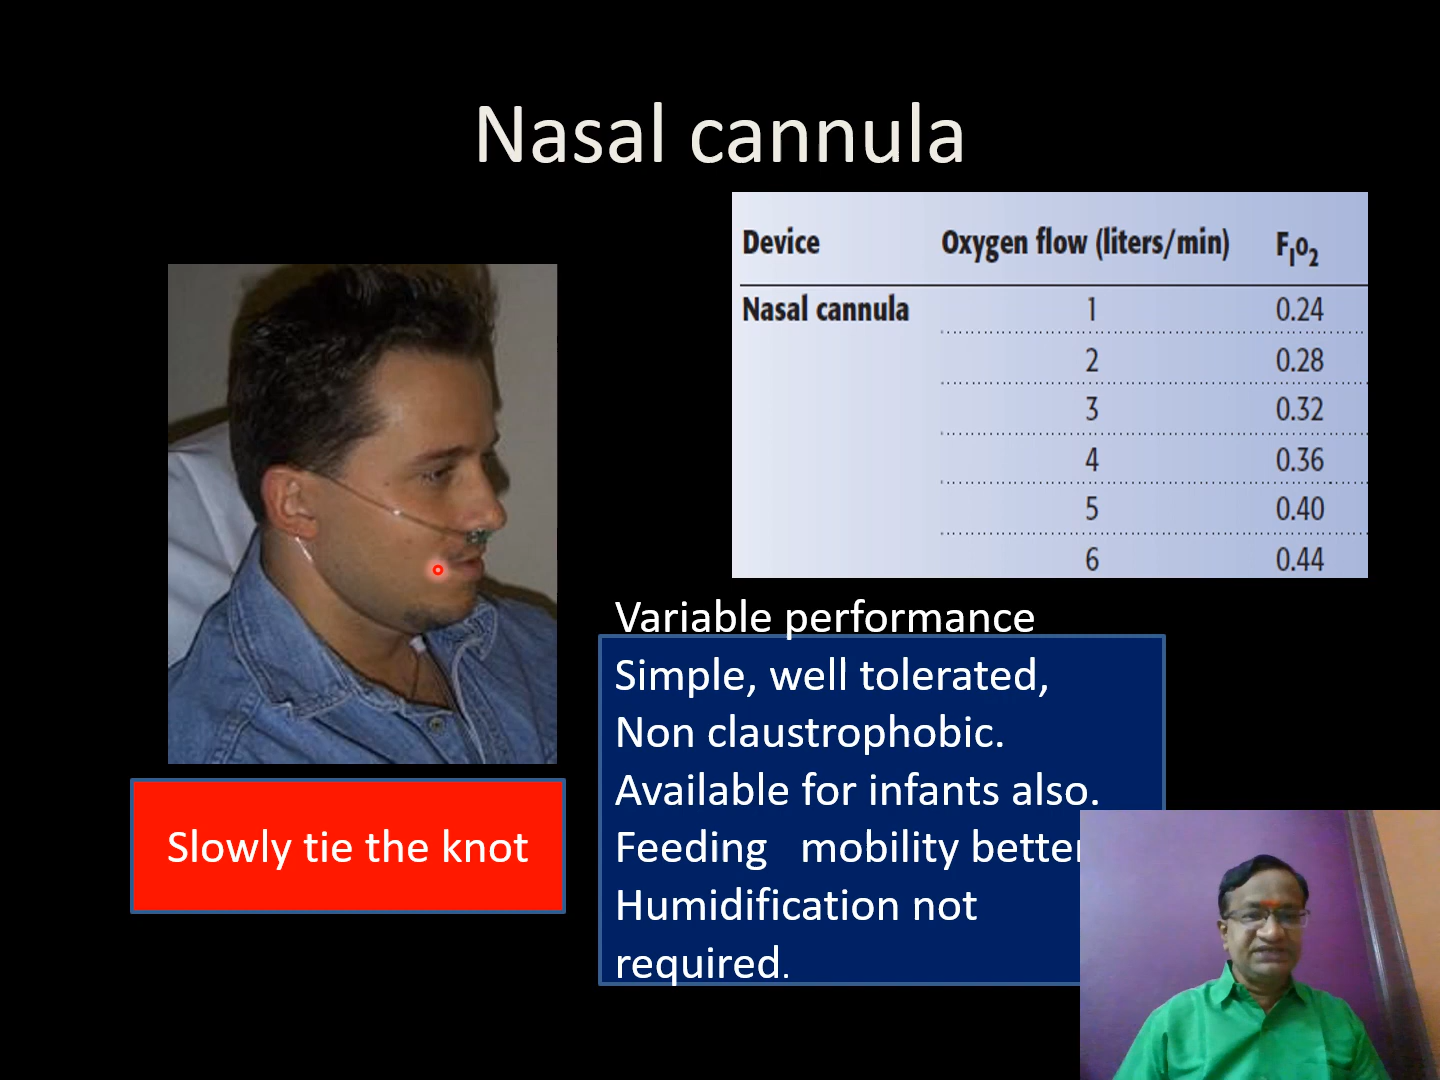 Nasal cannula
Device Oxygen flow (liters/min) FIO2
Nasal cannula 1 0.24
2 0.28
3 0.32
4 0.36
5 0.40
6 0.44
Variable performance
Simple, well tolerated,
Non claustrophobic.
Available for infants also.
Feeding mobility better
Humidification not
required.
Slowly tie the knot